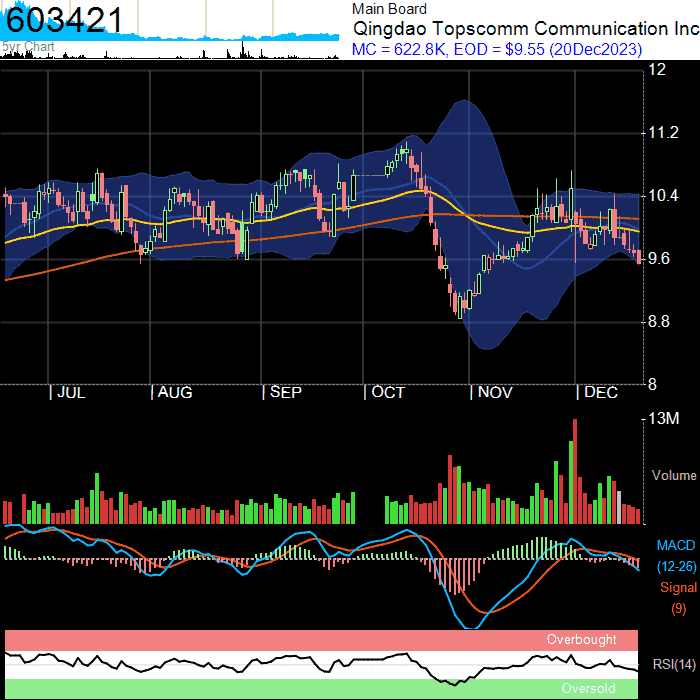 603421
5yr Chart
Main Board
Qingdao Topscomm Communication Inc
MC = 622.8K, EOD = $9.55 (20Dec2023)
12
11.2
10.4
9.6
8.8
8
| JUL | AUG | SEP | OCT | NOV | DEC
13M
Volume
MACD
(12-26)
Signal
(9)
Overbought
RSI(14)
Oversold